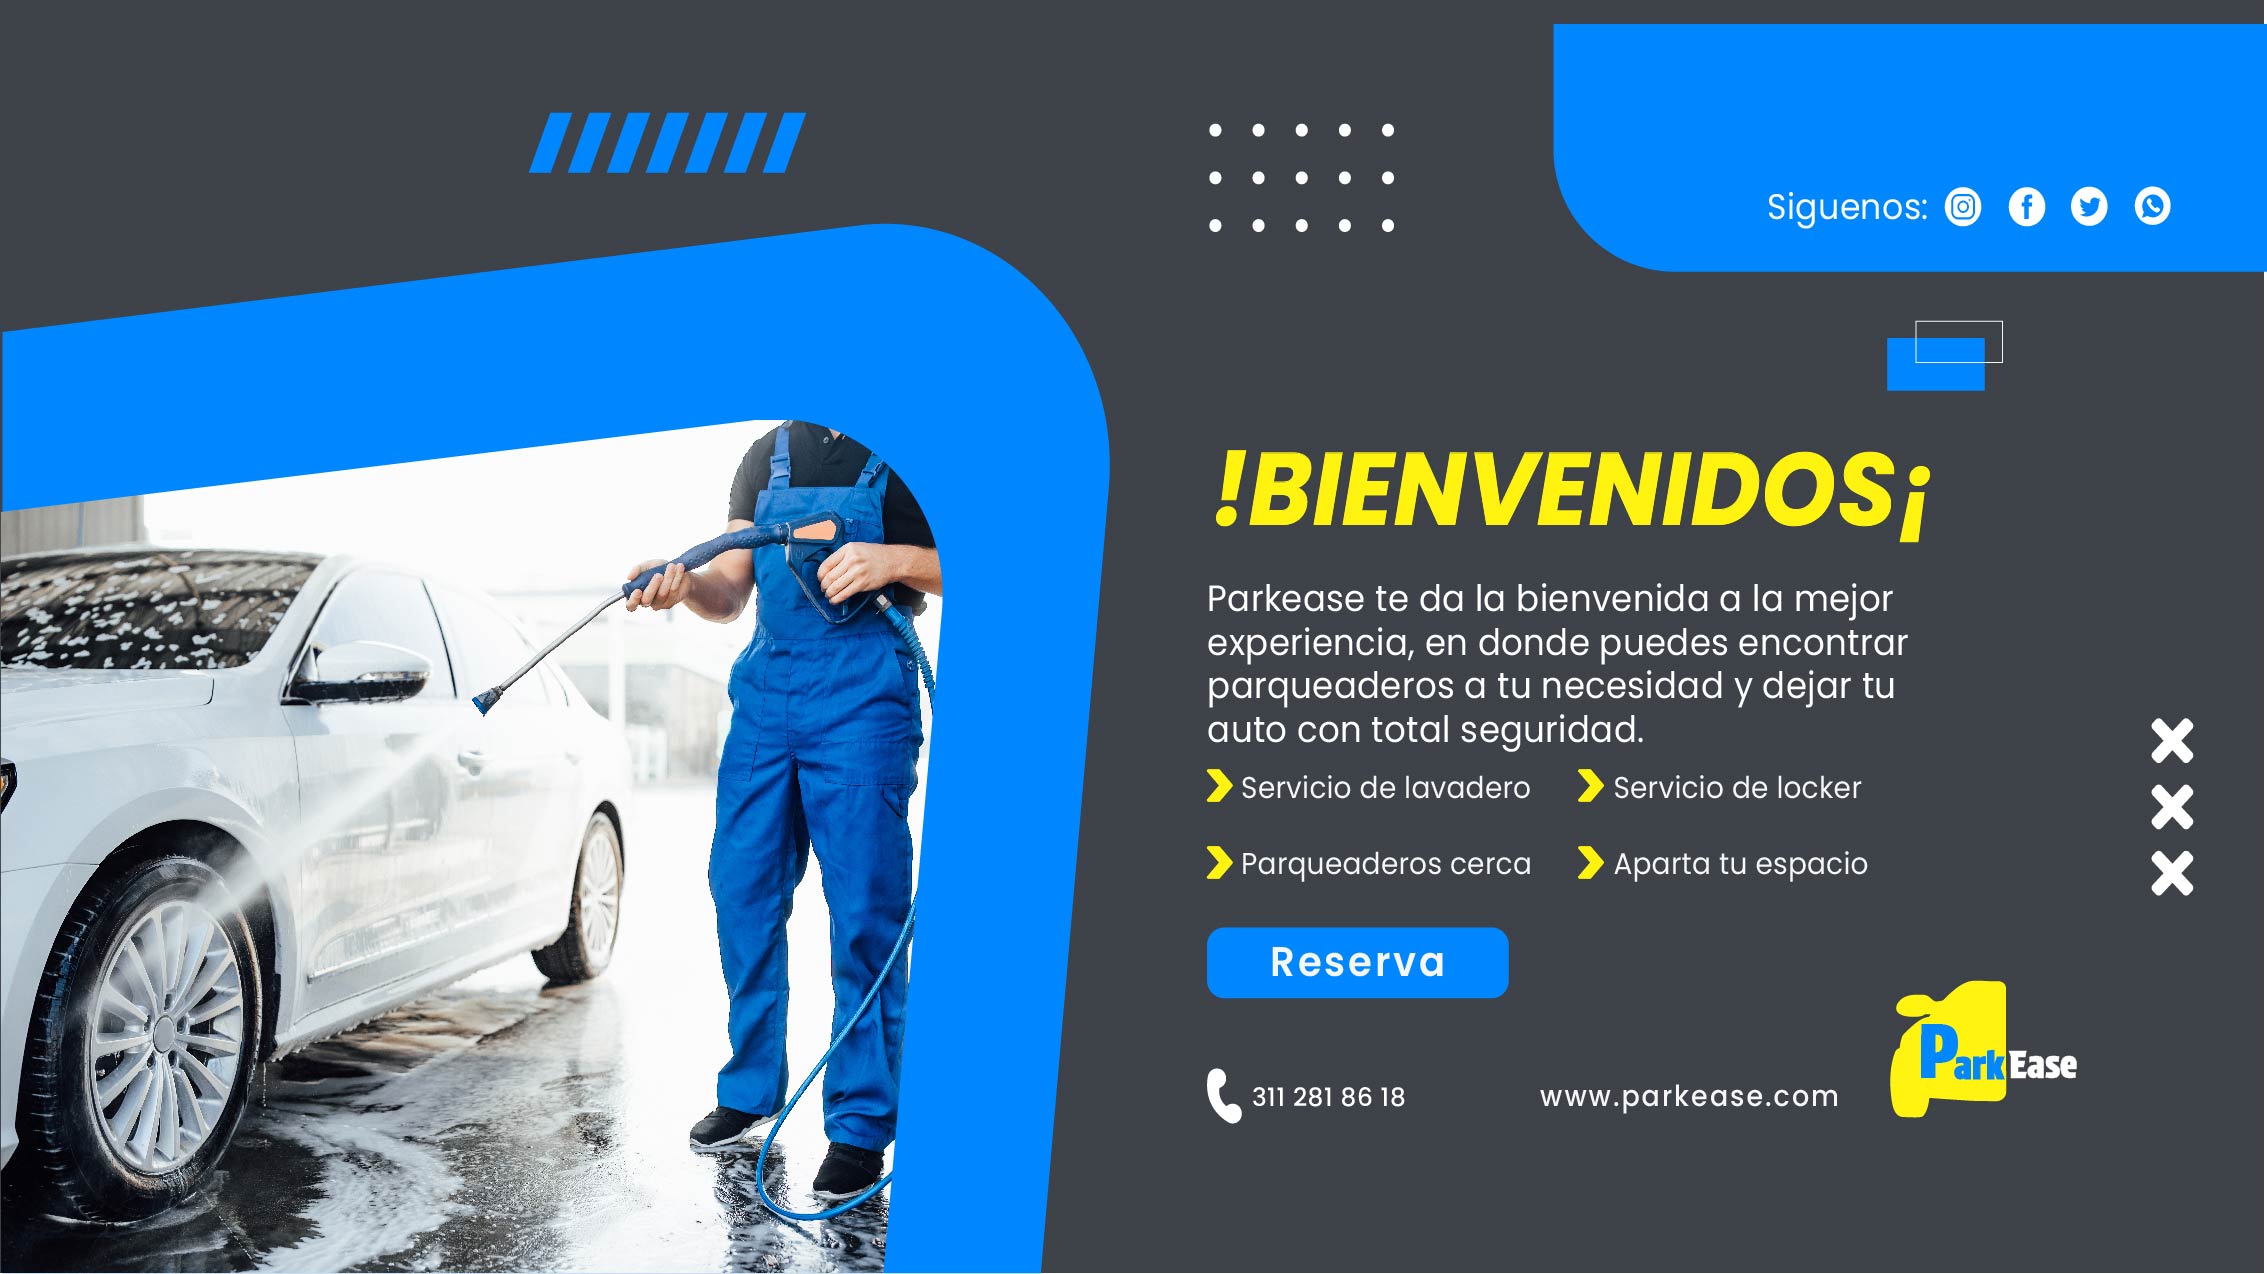 Siguenos:
!BIENVENIDOS¡
Parkease te da la bienvenida a la mejor
experiencia, en donde puedes encontrar
parqueaderos a tu necesidad y dejar tu
auto con total seguridad.
Servicio de lavadero
Servicio de locker
Parqueaderos cerca
Aparta tu espacio
Reserva
311 281 86 18
www.parkease.com
ParkEase